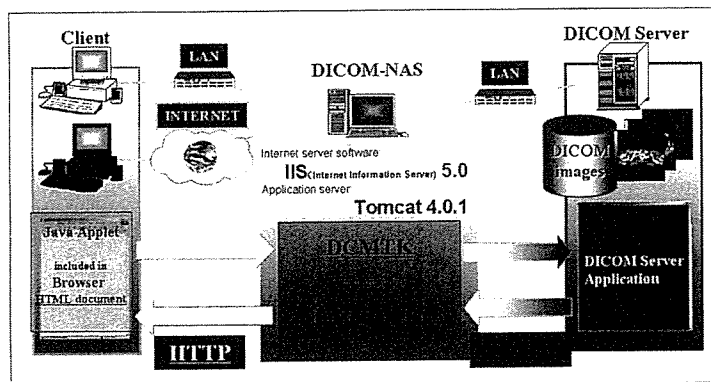 Client
LAN
INTERNET
DICOM-NAS
LAN
DICOM Server
Internet server software
IIS(Internet Information Server) 5.0
Application server
Tomcat 4.0.1
DICOM
images
Java-Applet
included in
Browser
HTML document
DCMTK
DICOM Server
Application
HTTP